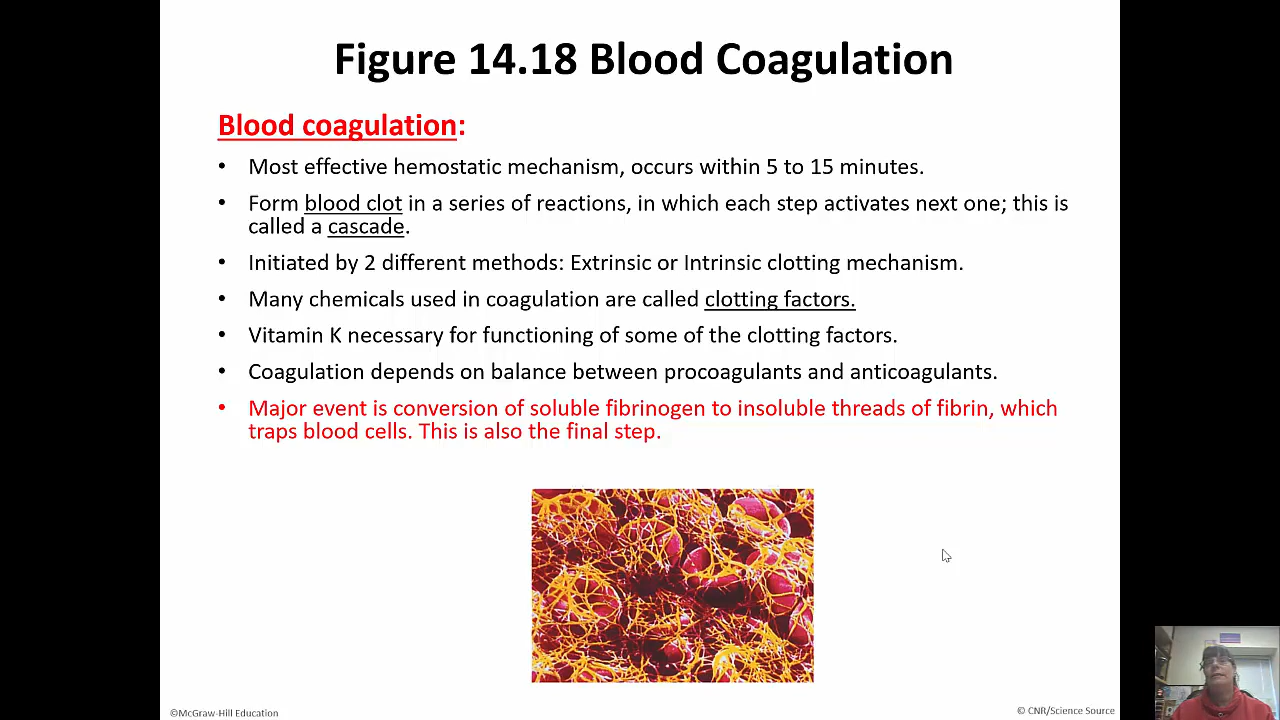 Figure 14.18 Blood Coagulation
Blood coagulation:
• Most effective hemostatic mechanism, occurs within 5 to 15 minutes.
• Form blood clot in a series of reactions, in which each step activates next one; this is
called a cascade.
• Initiated by 2 different methods: Extrinsic or Intrinsic clotting mechanism.
• Many chemicals used in coagulation are called clotting factors.
• Vitamin K necessary for functioning of some of the clotting factors.
• Coagulation depends on balance between procoagulants and anticoagulants.
• Major event is conversion of soluble fibrinogen to insoluble threads of fibrin, which
traps blood cells. This is also the final step.
©McGraw-Hill Education
© CNR/Science Source